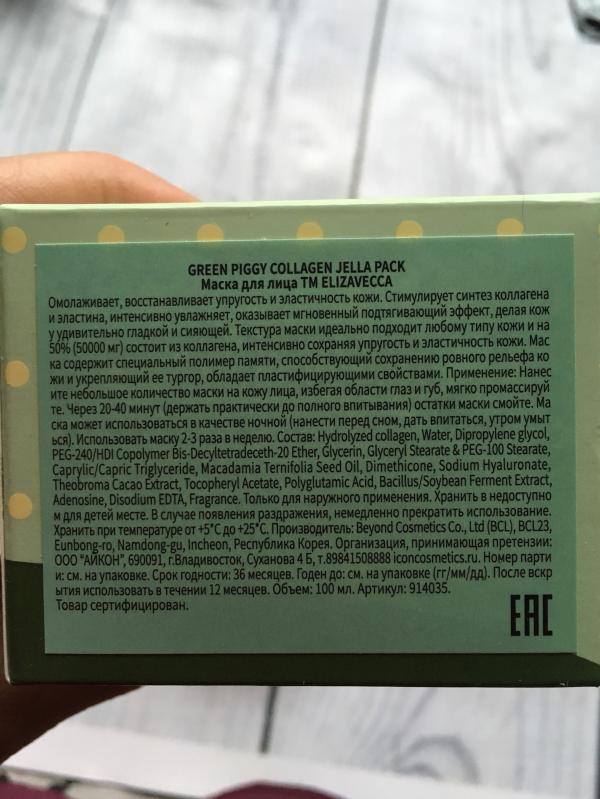 GREEN PIGGY COLLAGEN JELLA PACK
Маска для лица ТМ ELIZAVECCA
Омолаживает, восстанавливает упругость и эластичность кожи. Стимулирует синтез коллагена
и эластина, интенсивно увлажняет, оказывает мгновенный подтягивающий эффект, делая кож
у удивительно гладкой и сияющей. Текстура маски идеально подходит любому типу кожи и на
50% (50000 мг) состоит из коллагена, интенсивно сохраняя упругость и эластичность кожи. Мас
ка содержит специальный полимер памяти, способствующий сохранению ровного рельефа ко
жи и укрепляющий ее тургор, обладает пластифицирующими свойствами. Применение: Нанес
ите небольшое количество маски на кожу лица, избегая области глаз и губ, мягко промассируй
те. Через 20-40 минут (держать практически до полного впитывания) остатки маски смойте. Ма
ска может использоваться в качестве ночной (нанести перед сном, дать впитаться, утром умыт
ься). Использовать маску 2-3 раза в неделю. Состав: Hydrolyzed collagen, Water, Dipropylene glycol,
PEG-240/HDI Copolymer Bis-Decyltetradeceth-20 Ether, Glycerin, Glyceryl Stearate & PEG-100 Stearate,
Caprylic/Capric Triglyceride, Macadamia Ternifolia Seed Oil, Dimethicone, Sodium Hyaluronate,
Theobroma Cacao Extract, Tocopheryl Acetate, Polyglutamic Acid, Bacillus/Soybean Ferment Extract,
Adenosine, Disodium EDTA, Fragrance. Только для наружного применения. Хранить в недоступно
м для детей месте. В случае появления раздражения, немедленно прекратить использование.
Хранить при температуре от +5°С до +25°С. Производитель: Beyond Cosmetics Co., Ltd (BCL), BCL23,
Eunbong-ro, Namdong-gu, Incheon, Республика Корея. Организация, принимающая претензии:
ООО "АЙКОН", 690091, г.Владивосток, Суханова 4 Б, т.89841508888 iconcosmetics.ru. Номер парти
и: см. на упаковке. Срок годности: 36 месяцев. Годен до: см. на упаковке (гг/мм/дд). После вскр
ытия использовать в течении 12 месяцев. Объем: 100 мл. Артикул: 914035.
Товар сертифицирован.
EAC